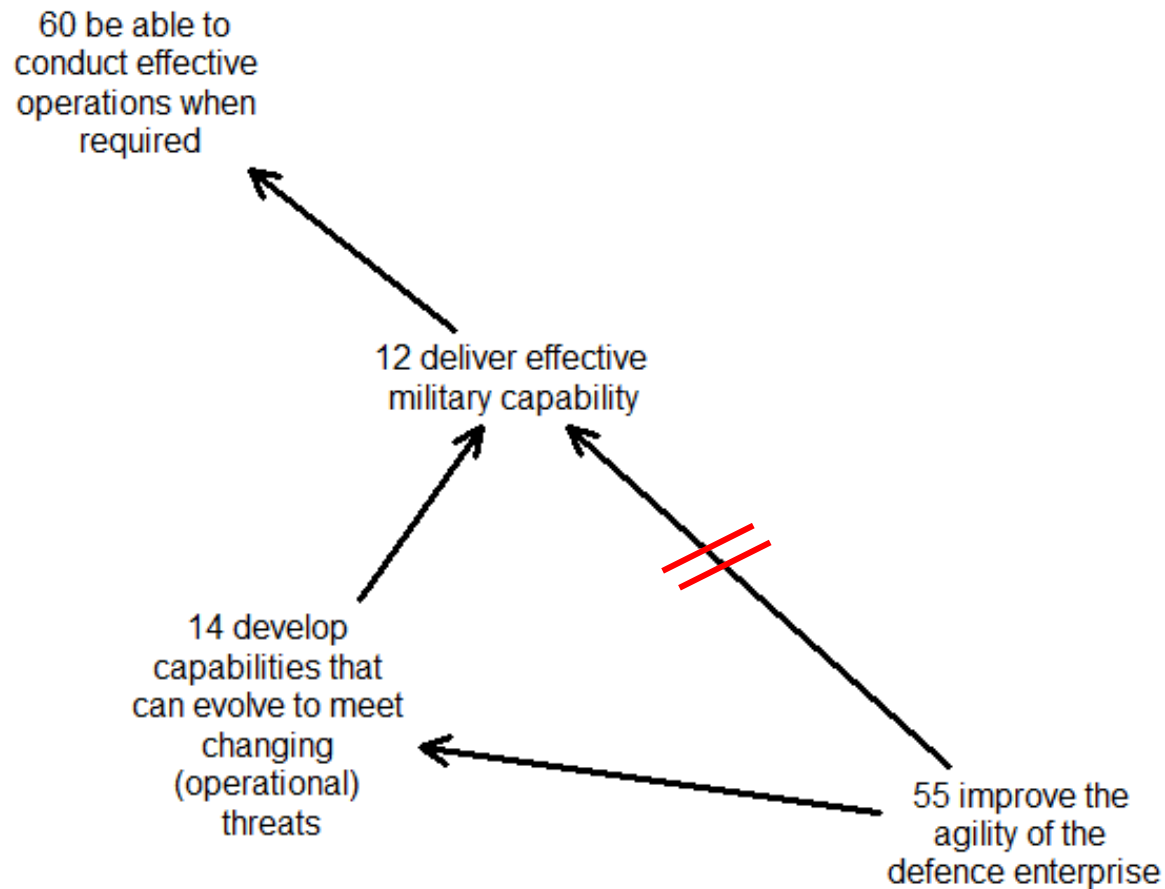 60 be able to
conduct effective
operations when
required
12 deliver effective
military capability
14 develop
capabilities that
can evolve to meet
changing
(operational)
threats
55 improve the
agility of the
defence enterprise